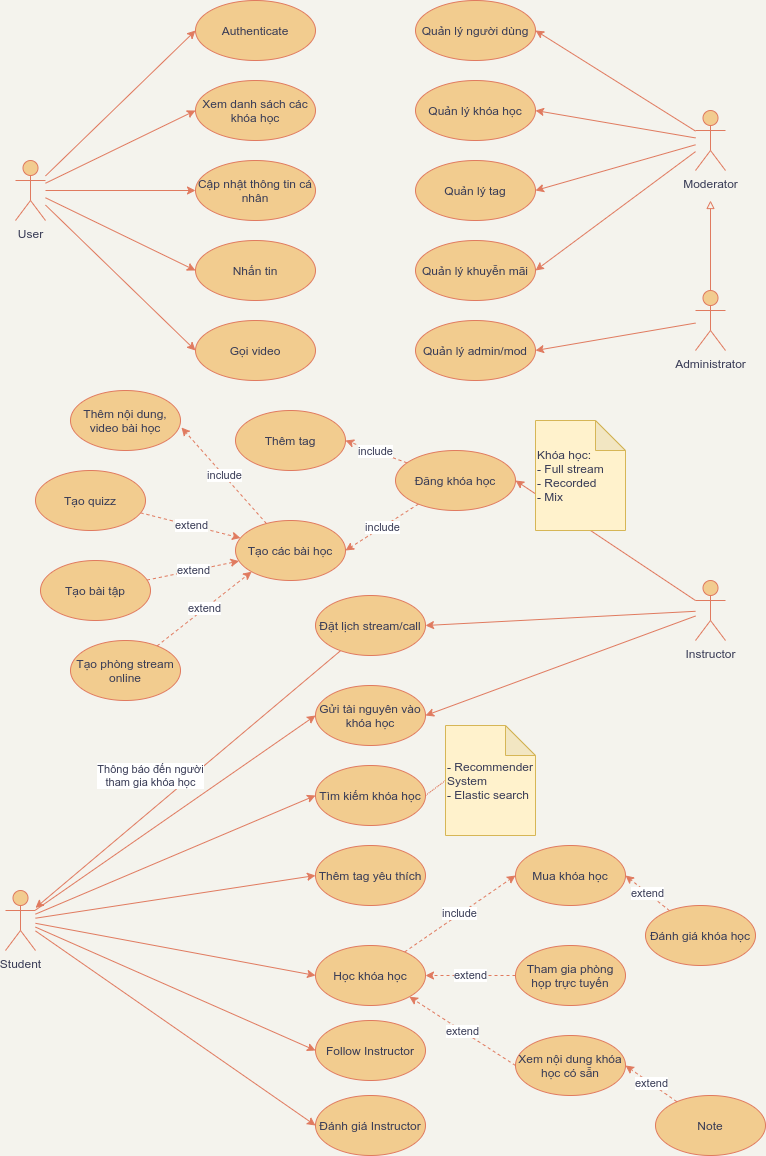 Authenticate
Quản lý người dùng
Xem danh sách các
khóa học
Quản lý khóa học
Moderator
Cập nhật thông tin cá
nhân
Quản lý tag
User
Nhắn tin
Quản lý khuyễn mãi
Gọi video
Quản lý admin/mod
Administrator
Thêm nội dung,
video bài học
Thêm tag
include
Đăng khóa học
Khóa học:
- Full stream
- Recorded
- Mix
include
Tạo quizz
extend
include
Tạo các bài học
extend
Tạo bài tập
extend
Đặt lịch stream/call
Instructor
Tạo phòng stream
online
Gửi tài nguyên vào
khóa học
Thông báo đến người
tham gia khóa học
Tìm kiếm khóa học
- Recommender
System
- Elastic search
Thêm tag yêu thích
Mua khóa học
extend
include
Đánh giá khóa học
Student
Học khóa học
extend
Tham gia phòng
họp trực tuyến
extend
Follow Instructor
Xem nội dung khóa
học có sẵn
extend
Đánh giá Instructor
Note